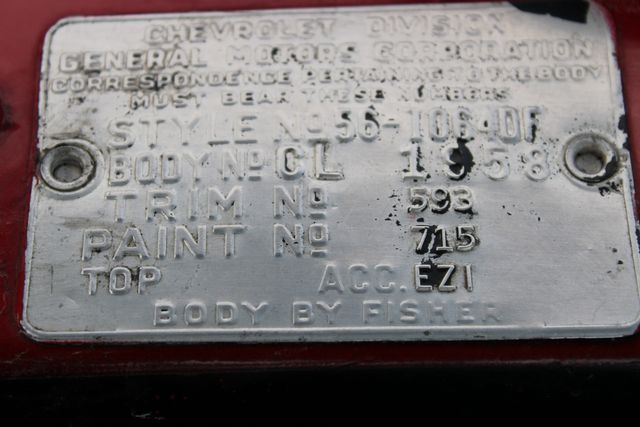 CHEVROLET DIVISION
GENERAL MOTORS CORPORATION
CORRESPONDENCE PERTAINING TO THE BODY
MUST BEAR THESE NUMBERS
STYLE Nº 56-1064DF
BODY Nº CL 1958
TRIM Nº 593
PAINT Nº 715
TOP ACC. EZI
BODY BY FISHER